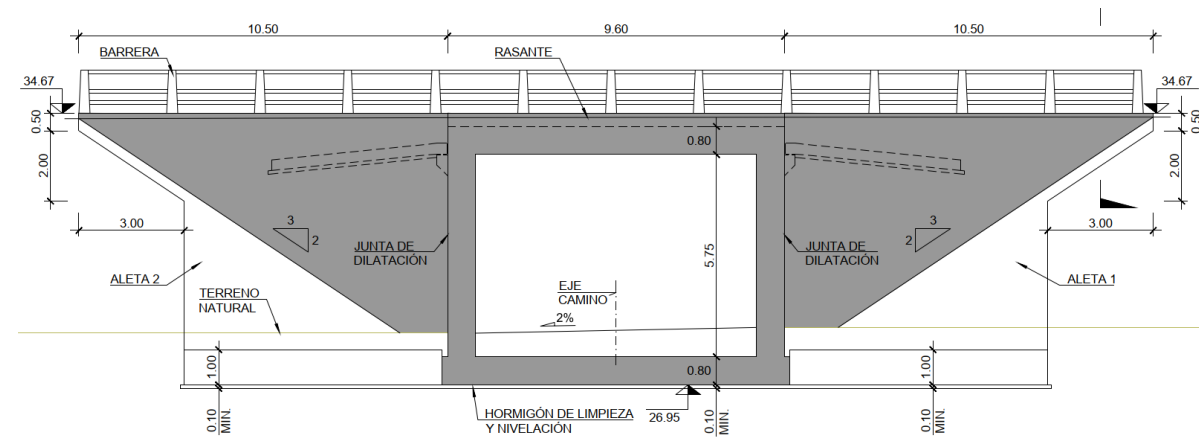 10.50
9.60
10.50
BARRERA
RASANTE
34.67
34.67
0.50
0.50
0.80
2.00
2.00
3.00
3.00
3
2
3
2
JUNTA DE
DILATACIÓN
JUNTA DE
DILATACIÓN
5.75
ALETA 2
ALETA 1
TERRENO
NATURAL
EJE
CAMINO
2%
1.00
0.80
1.00
0.10
MIN.
HORMIGÓN DE LIMPIEZA
Y NIVELACIÓN
26.95
0.10
MIN.
0.10
MIN.